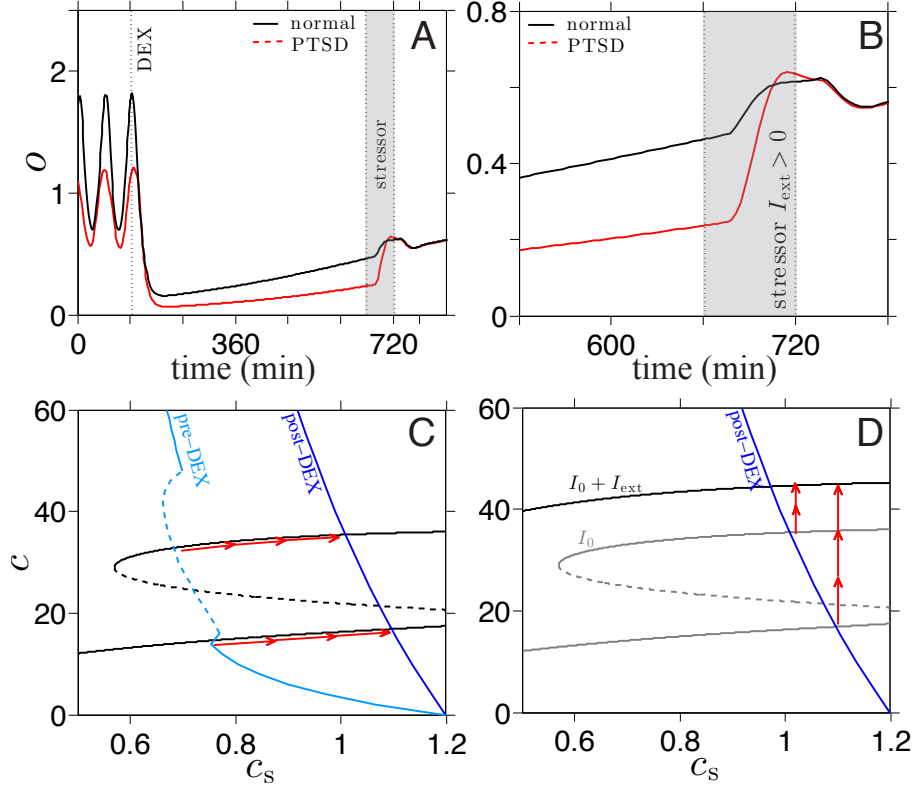 A
normal
PTSD
DEX
stressor
2
1
0
o
0
360
720
time (min)
B
normal
PTSD
stressor I_ext > 0
0.8
0.4
0
600
720
time (min)
C
pre–DEX
post–DEX
60
40
20
0
c
0.6
0.8
1
1.2
c_s
D
post–DEX
I_0 + I_ext
I_0
60
40
20
0
0.6
0.8
1
1.2
c_s